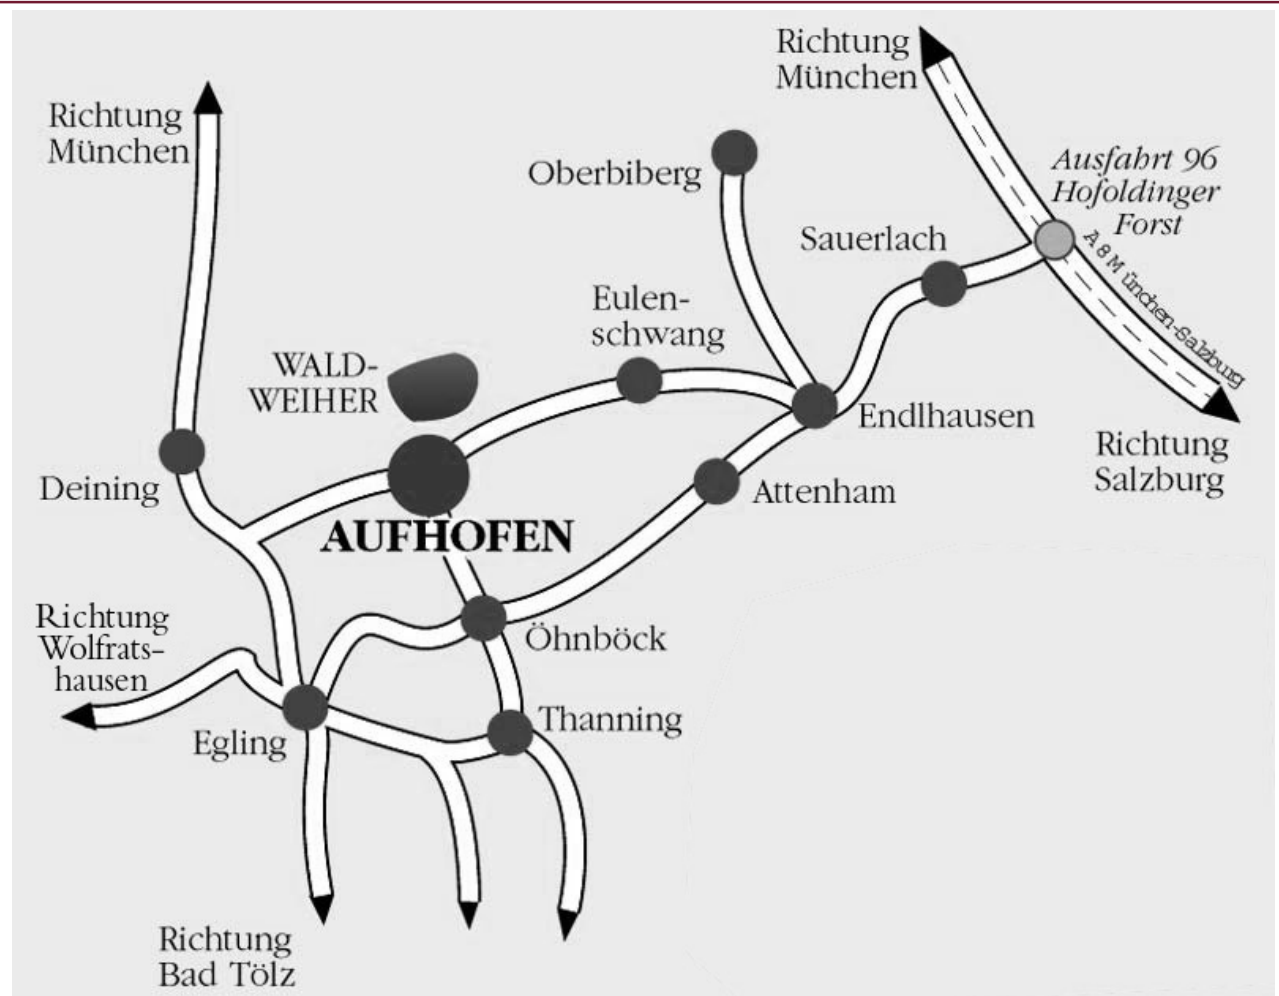 Richtung
München
Richtung
München
Ausfahrt 96
Hofoldinger
Forst
Oberbiberg
Sauerlach
A 8 München-Salzburg
Eulen-
schwang
WALD-
WEIHER
Endlhausen
Richtung
Salzburg
Deining
Attenham
AUFHOFEN
Richtung
Wolfrats-
hausen
Öhnböck
Thanning
Egling
Richtung
Bad Tölz